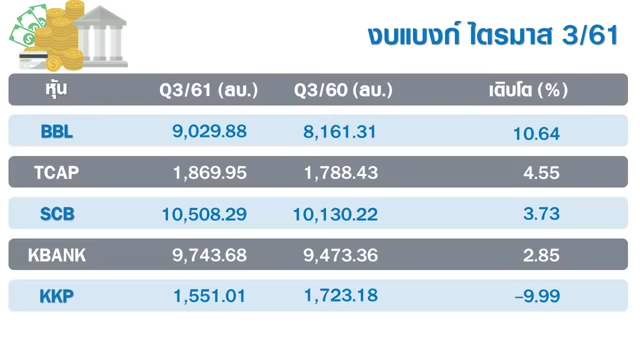 งบแบงก์ ไตรมาส 3/61
หุ้น Q3/61 (ลบ.) Q3/60 (ลบ.) เติบโต (%)
BBL 9,029.88 8,161.31 10.64
TCAP 1,869.95 1,788.43 4.55
SCB 10,508.29 10,130.22 3.73
KBANK 9,743.68 9,473.36 2.85
KKP 1,551.01 1,723.18 –9.99